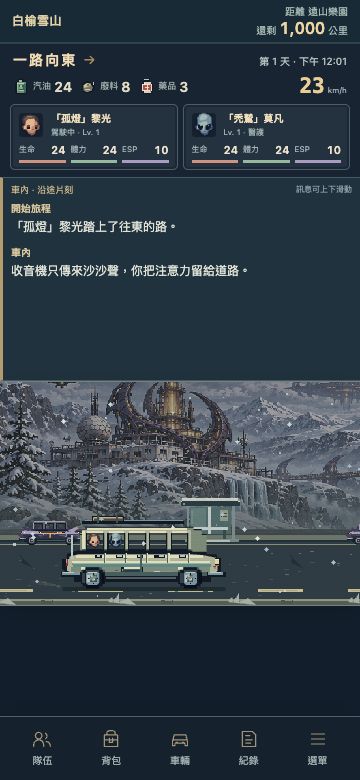 白榆雪山
距離 遠山樂園
還剩 1,000 公里
一路向東 →
第 1 天 · 下午 12:01
汽油 24 廢料 8 藥品 3
23 km/h
「孤燈」黎光
駕駛中 · Lv. 1
生命 24 體力 24 ESP 10
「禿鷲」莫凡
Lv. 1 · 醫護
生命 24 體力 24 ESP 10
車內 · 沿途片刻
訊息可上下滑動
開始旅程
「孤燈」黎光踏上了往東的路。
車內
收音機只傳來沙沙聲，你把注意力留給道路。
隊伍 背包 車輛 紀錄 選單